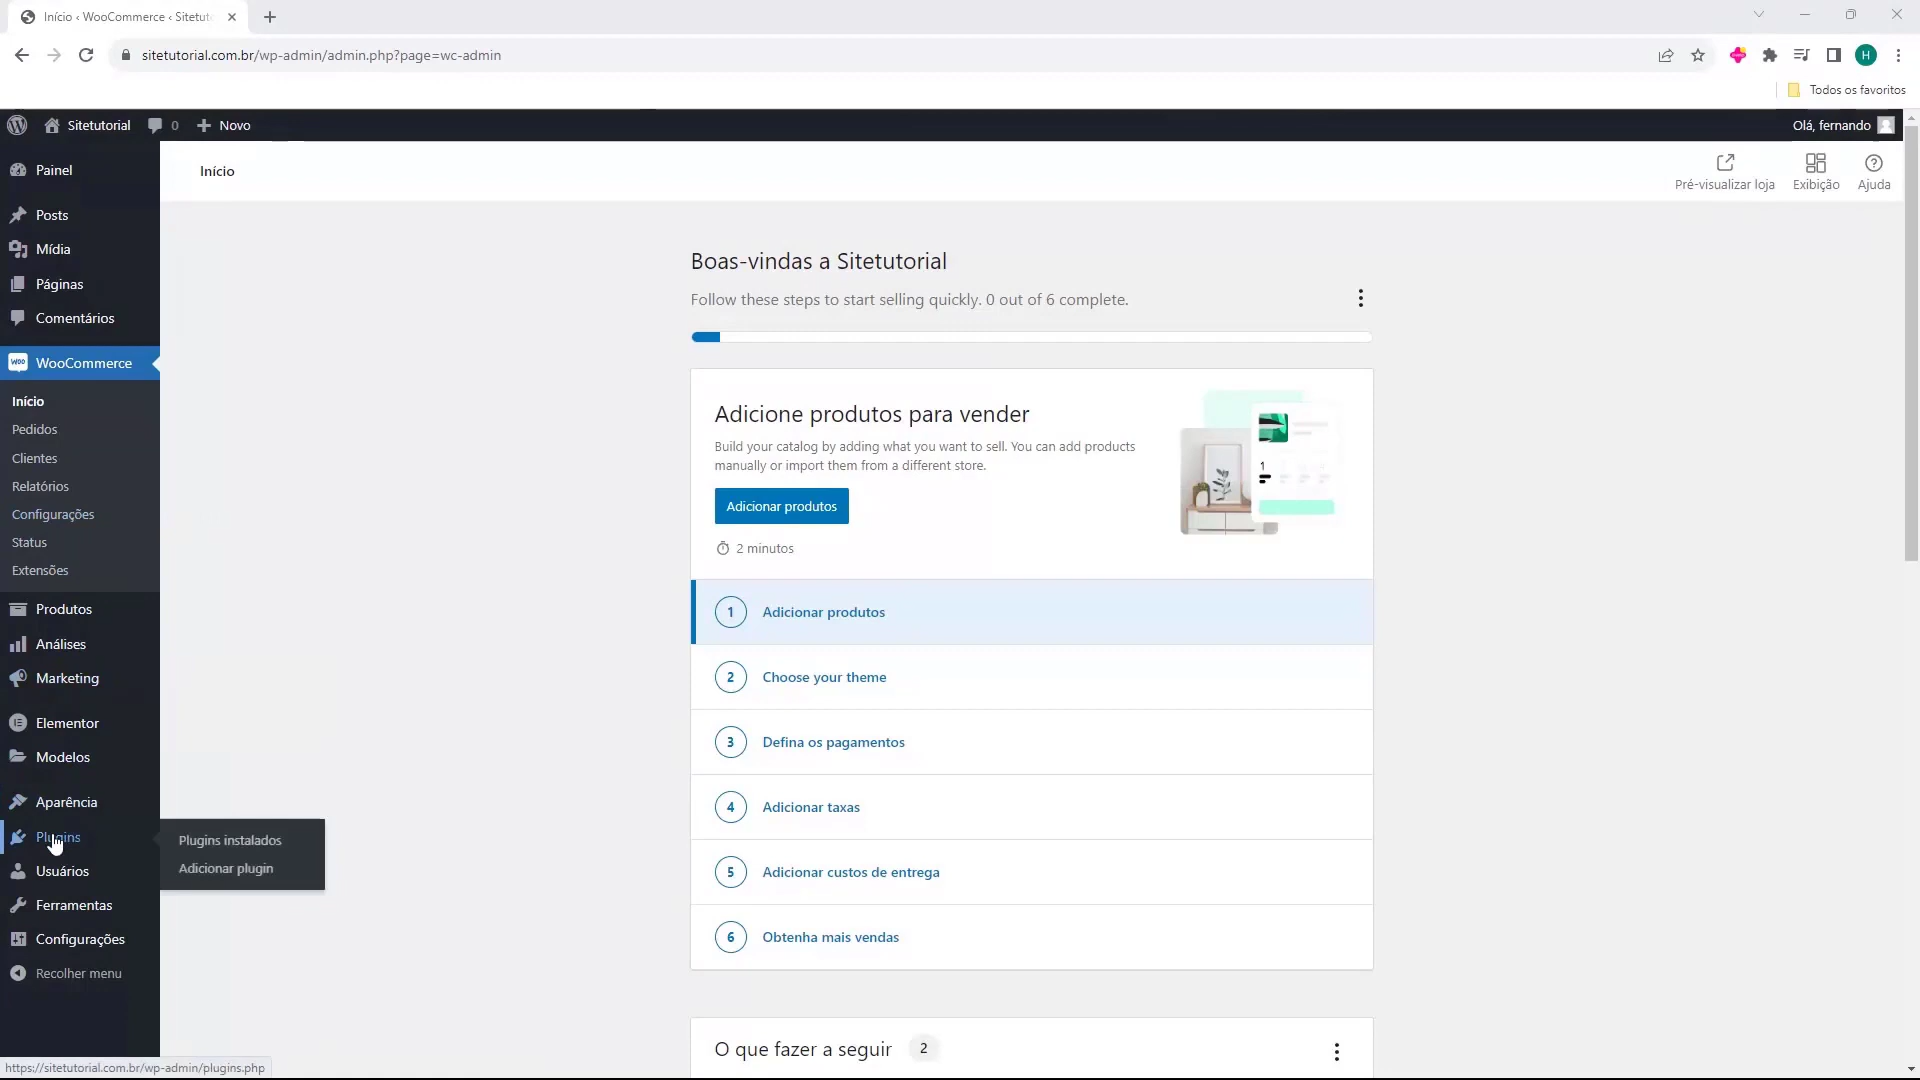 Início ‹ WooCommerce ‹ Sitetut
sitetutorial.com.br/wp-admin/admin.php?page=wc-admin
H
Todos os favoritos
Sitetutorial
0
Novo
Olá, fernando
Painel
Posts
Mídia
Páginas
Comentários
woo WooCommerce
Início
Pedidos
Clientes
Relatórios
Configurações
Status
Extensões
Produtos
Análises
Marketing
Elementor
Modelos
Aparência
Plugins
Plugins instalados
Adicionar plugin
Usuários
Ferramentas
Configurações
Recolher menu
https://sitetutorial.com.br/wp-admin/plugins.php
Início
Pré-visualizar loja
Exibição
Ajuda
Boas-vindas a Sitetutorial
Follow these steps to start selling quickly. 0 out of 6 complete.
Adicione produtos para vender
Build your catalog by adding what you want to sell. You can add products
manually or import them from a different store.
Adicionar produtos
2 minutos
1
1 Adicionar produtos
2 Choose your theme
3 Defina os pagamentos
4 Adicionar taxas
5 Adicionar custos de entrega
6 Obtenha mais vendas
O que fazer a seguir 2